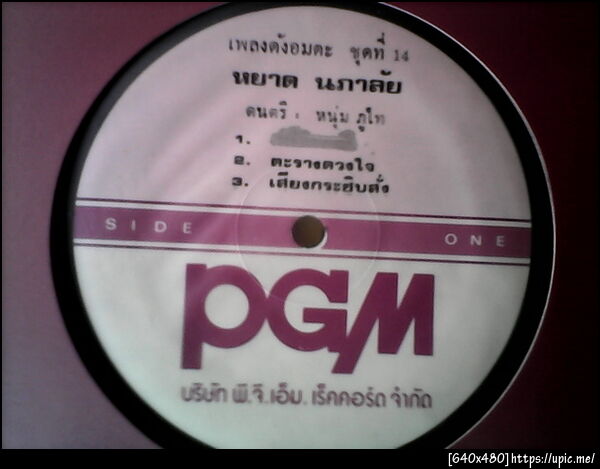 เพลงดังอมตะ ชุดที่ 14
หยาด นภาลัย
ดนตรี : หนุ่ม ภูไท
1.
2. ตะรางดวงใจ
3. เสียงกระซิบสั่ง
SIDE ONE
PGM
บริษัท พี.จี.เอ็ม. เร็คคอร์ด จำกัด
[640x480]https://upic.me/